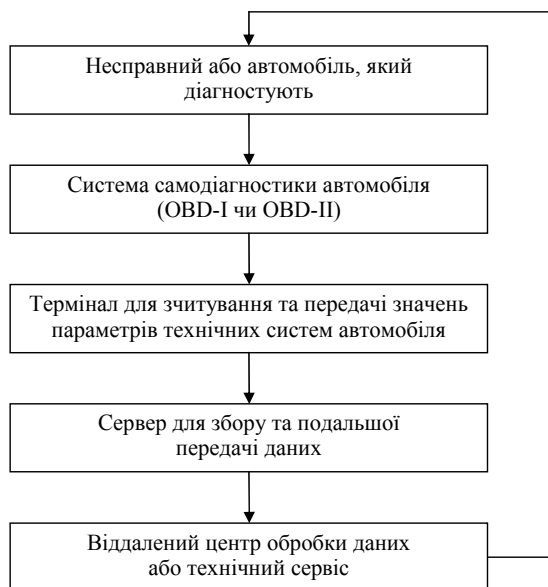 Несправний або автомобіль, який
діагностують
Система самодіагностики автомобіля
(OBD-I чи OBD-II)
Термінал для зчитування та передачі значень
параметрів технічних систем автомобіля
Сервер для збору та подальшої
передачі даних
Віддалений центр обробки даних
або технічний сервіс